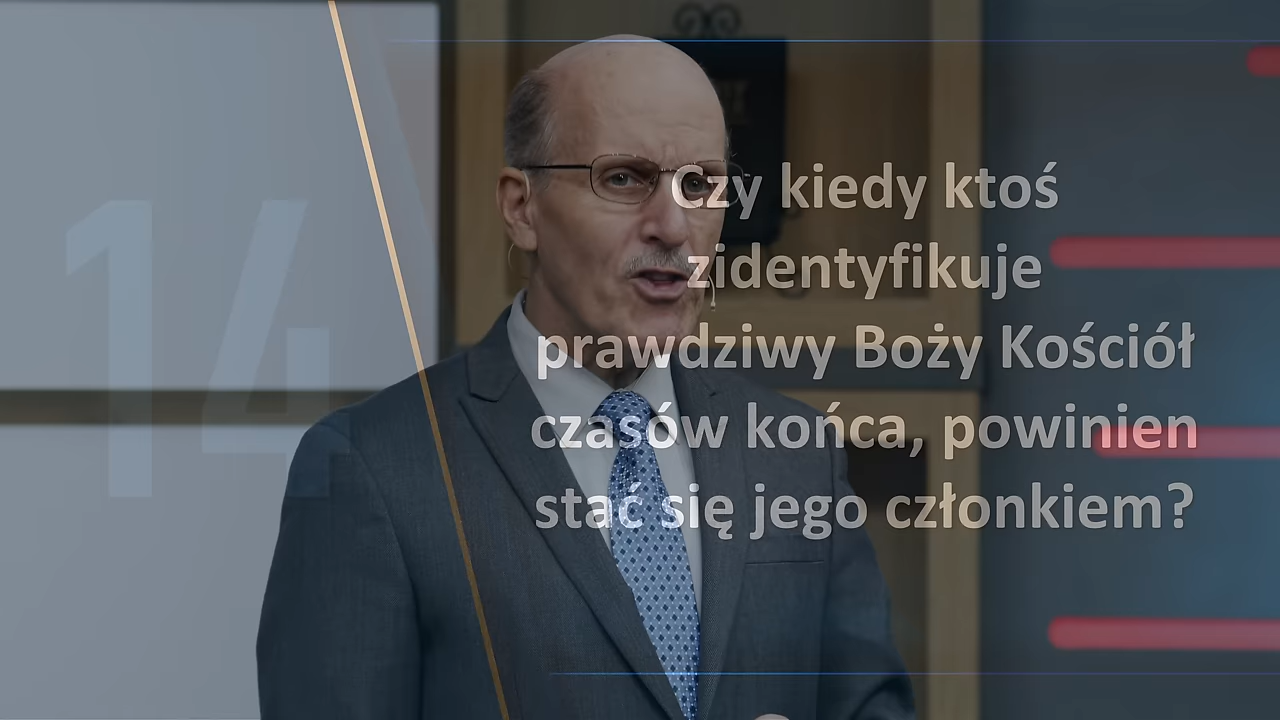 14
Czy kiedy ktoś
zidentyfikuje
prawdziwy Boży Kościół
czasów końca, powinien
stać się jego członkiem?